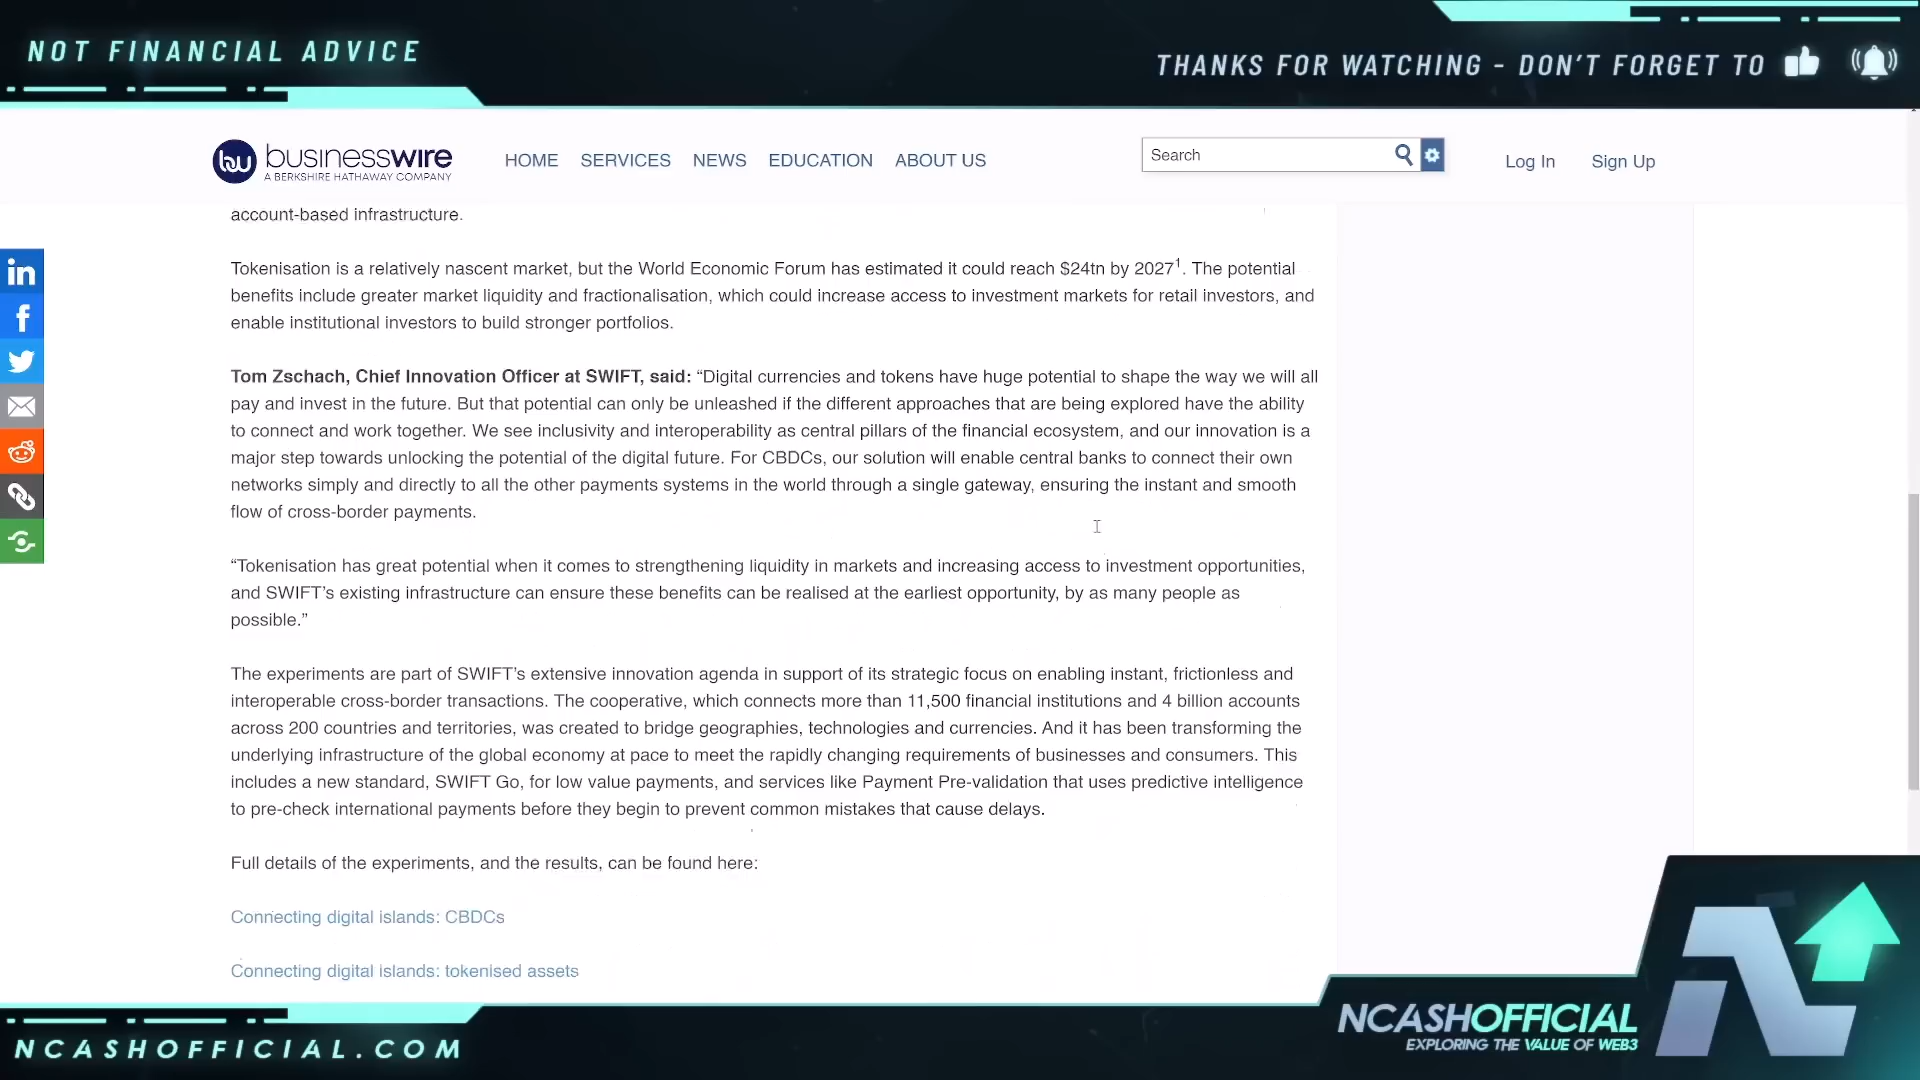 NOT FINANCIAL ADVICE
THANKS FOR WATCHING - DON'T FORGET TO
bu businesswire
A BERKSHIRE HATHAWAY COMPANY
HOME SERVICES NEWS EDUCATION ABOUT US
Search
Log In Sign Up
account-based infrastructure.
Tokenisation is a relatively nascent market, but the World Economic Forum has estimated it could reach $24tn by 2027¹. The potential
benefits include greater market liquidity and fractionalisation, which could increase access to investment markets for retail investors, and
enable institutional investors to build stronger portfolios.
Tom Zschach, Chief Innovation Officer at SWIFT, said: “Digital currencies and tokens have huge potential to shape the way we will all
pay and invest in the future. But that potential can only be unleashed if the different approaches that are being explored have the ability
to connect and work together. We see inclusivity and interoperability as central pillars of the financial ecosystem, and our innovation is a
major step towards unlocking the potential of the digital future. For CBDCs, our solution will enable central banks to connect their own
networks simply and directly to all the other payments systems in the world through a single gateway, ensuring the instant and smooth
flow of cross-border payments.
“Tokenisation has great potential when it comes to strengthening liquidity in markets and increasing access to investment opportunities,
and SWIFT’s existing infrastructure can ensure these benefits can be realised at the earliest opportunity, by as many people as
possible.”
The experiments are part of SWIFT’s extensive innovation agenda in support of its strategic focus on enabling instant, frictionless and
interoperable cross-border transactions. The cooperative, which connects more than 11,500 financial institutions and 4 billion accounts
across 200 countries and territories, was created to bridge geographies, technologies and currencies. And it has been transforming the
underlying infrastructure of the global economy at pace to meet the rapidly changing requirements of businesses and consumers. This
includes a new standard, SWIFT Go, for low value payments, and services like Payment Pre-validation that uses predictive intelligence
to pre-check international payments before they begin to prevent common mistakes that cause delays.
Full details of the experiments, and the results, can be found here:
Connecting digital islands: CBDCs
Connecting digital islands: tokenised assets
NCASHOFFICIAL
EXPLORING THE VALUE OF WEB3
NCASHOFFICIAL.COM